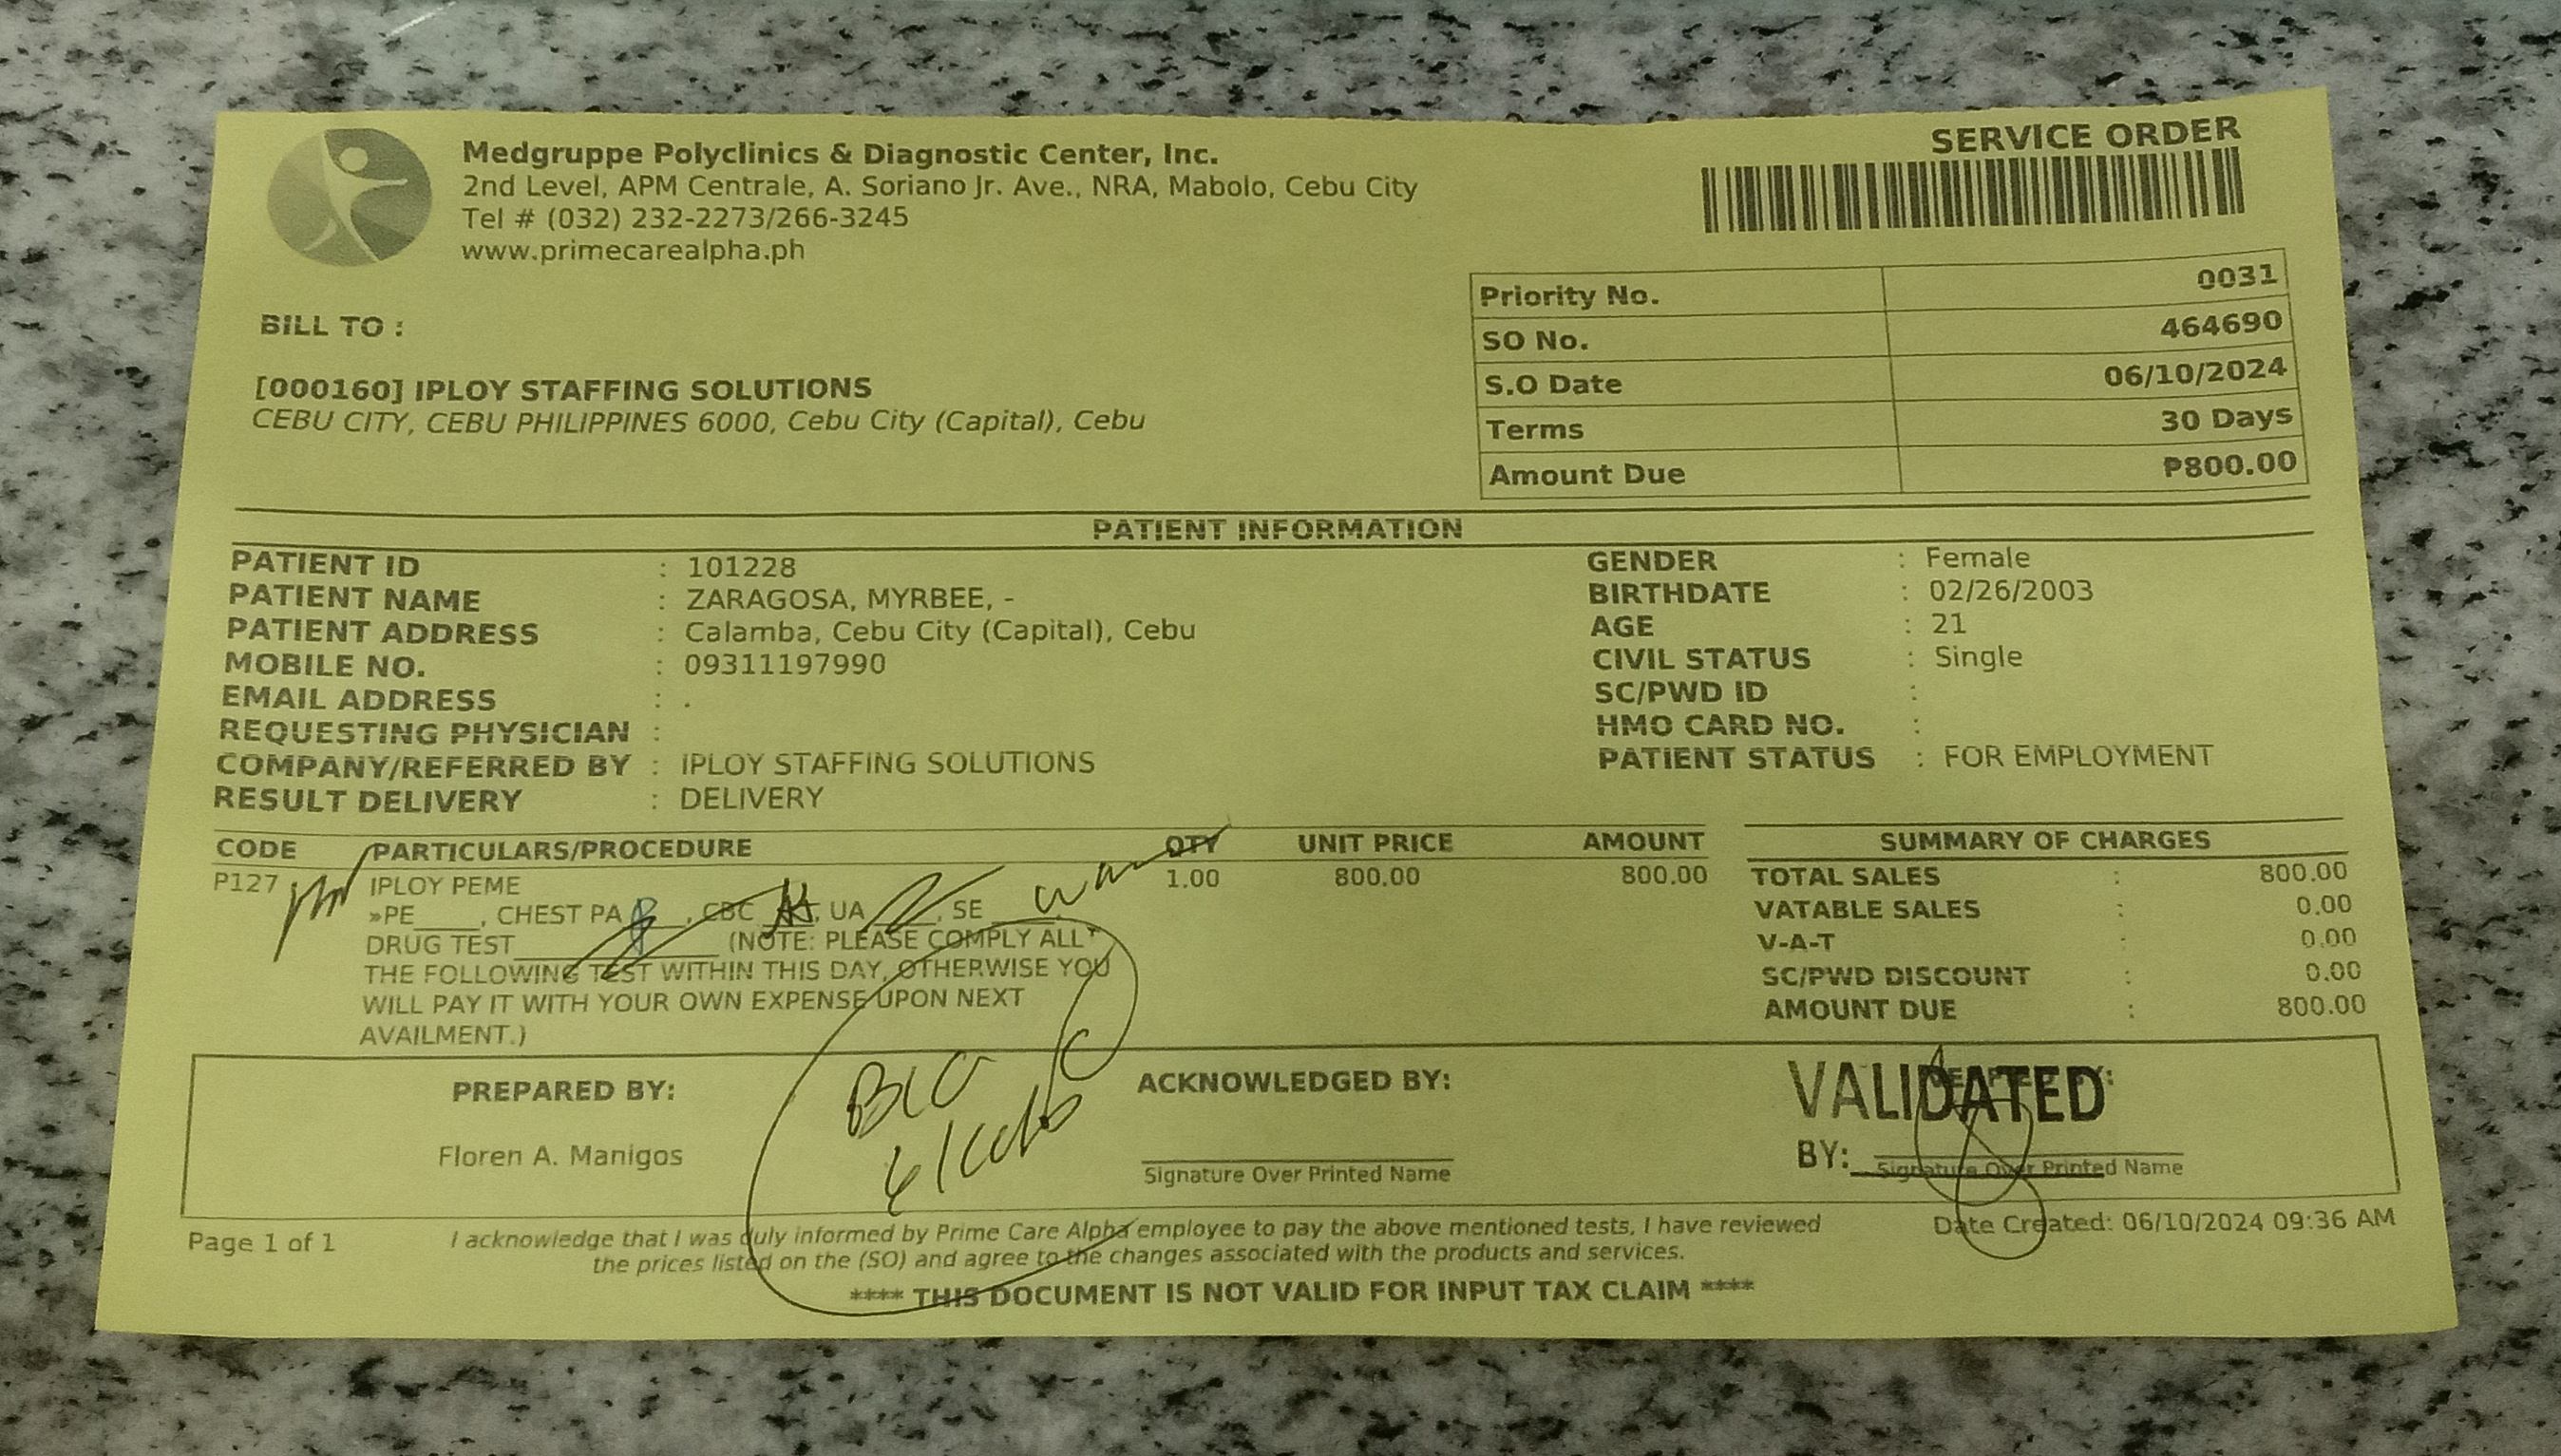 Medgruppe Polyclinics & Diagnostic Center, Inc.
2nd Level, APM Centrale, A. Soriano Jr. Ave., NRA, Mabolo, Cebu City
Tel # (032) 232-2273/266-3245
www.primecarealpha.ph
SERVICE ORDER
Priority No. 0031
SO No. 464690
S.O Date 06/10/2024
Terms 30 Days
Amount Due ₱800.00
BILL TO :
[000160] IPLOY STAFFING SOLUTIONS
CEBU CITY, CEBU PHILIPPINES 6000, Cebu City (Capital), Cebu
PATIENT INFORMATION
PATIENT ID : 101228
PATIENT NAME : ZARAGOSA, MYRBEE, -
PATIENT ADDRESS : Calamba, Cebu City (Capital), Cebu
MOBILE NO. : 09311197990
EMAIL ADDRESS : .
REQUESTING PHYSICIAN :
COMPANY/REFERRED BY : IPLOY STAFFING SOLUTIONS
RESULT DELIVERY : DELIVERY
GENDER : Female
BIRTHDATE : 02/26/2003
AGE : 21
CIVIL STATUS : Single
SC/PWD ID :
HMO CARD NO. :
PATIENT STATUS : FOR EMPLOYMENT
CODE PARTICULARS/PROCEDURE QTY UNIT PRICE AMOUNT
P127 IPLOY PEME 1.00 800.00 800.00
»PE____, CHEST PA____, CBC____, UA____, SE____,
DRUG TEST____________ (NOTE: PLEASE COMPLY ALL
THE FOLLOWING TEST WITHIN THIS DAY, OTHERWISE YOU
WILL PAY IT WITH YOUR OWN EXPENSE UPON NEXT
AVAILMENT.)
SUMMARY OF CHARGES
TOTAL SALES : 800.00
VATABLE SALES : 0.00
V-A-T : 0.00
SC/PWD DISCOUNT : 0.00
AMOUNT DUE : 800.00
PREPARED BY:
Floren A. Manigos
ACKNOWLEDGED BY:
Signature Over Printed Name
VALIDATED
BY:
Signature Over Printed Name
Page 1 of 1
I acknowledge that I was duly informed by Prime Care Alpha employee to pay the above mentioned tests, I have reviewed
the prices listed on the (SO) and agree to the changes associated with the products and services.
Date Created: 06/10/2024 09:36 AM
**** THIS DOCUMENT IS NOT VALID FOR INPUT TAX CLAIM ****